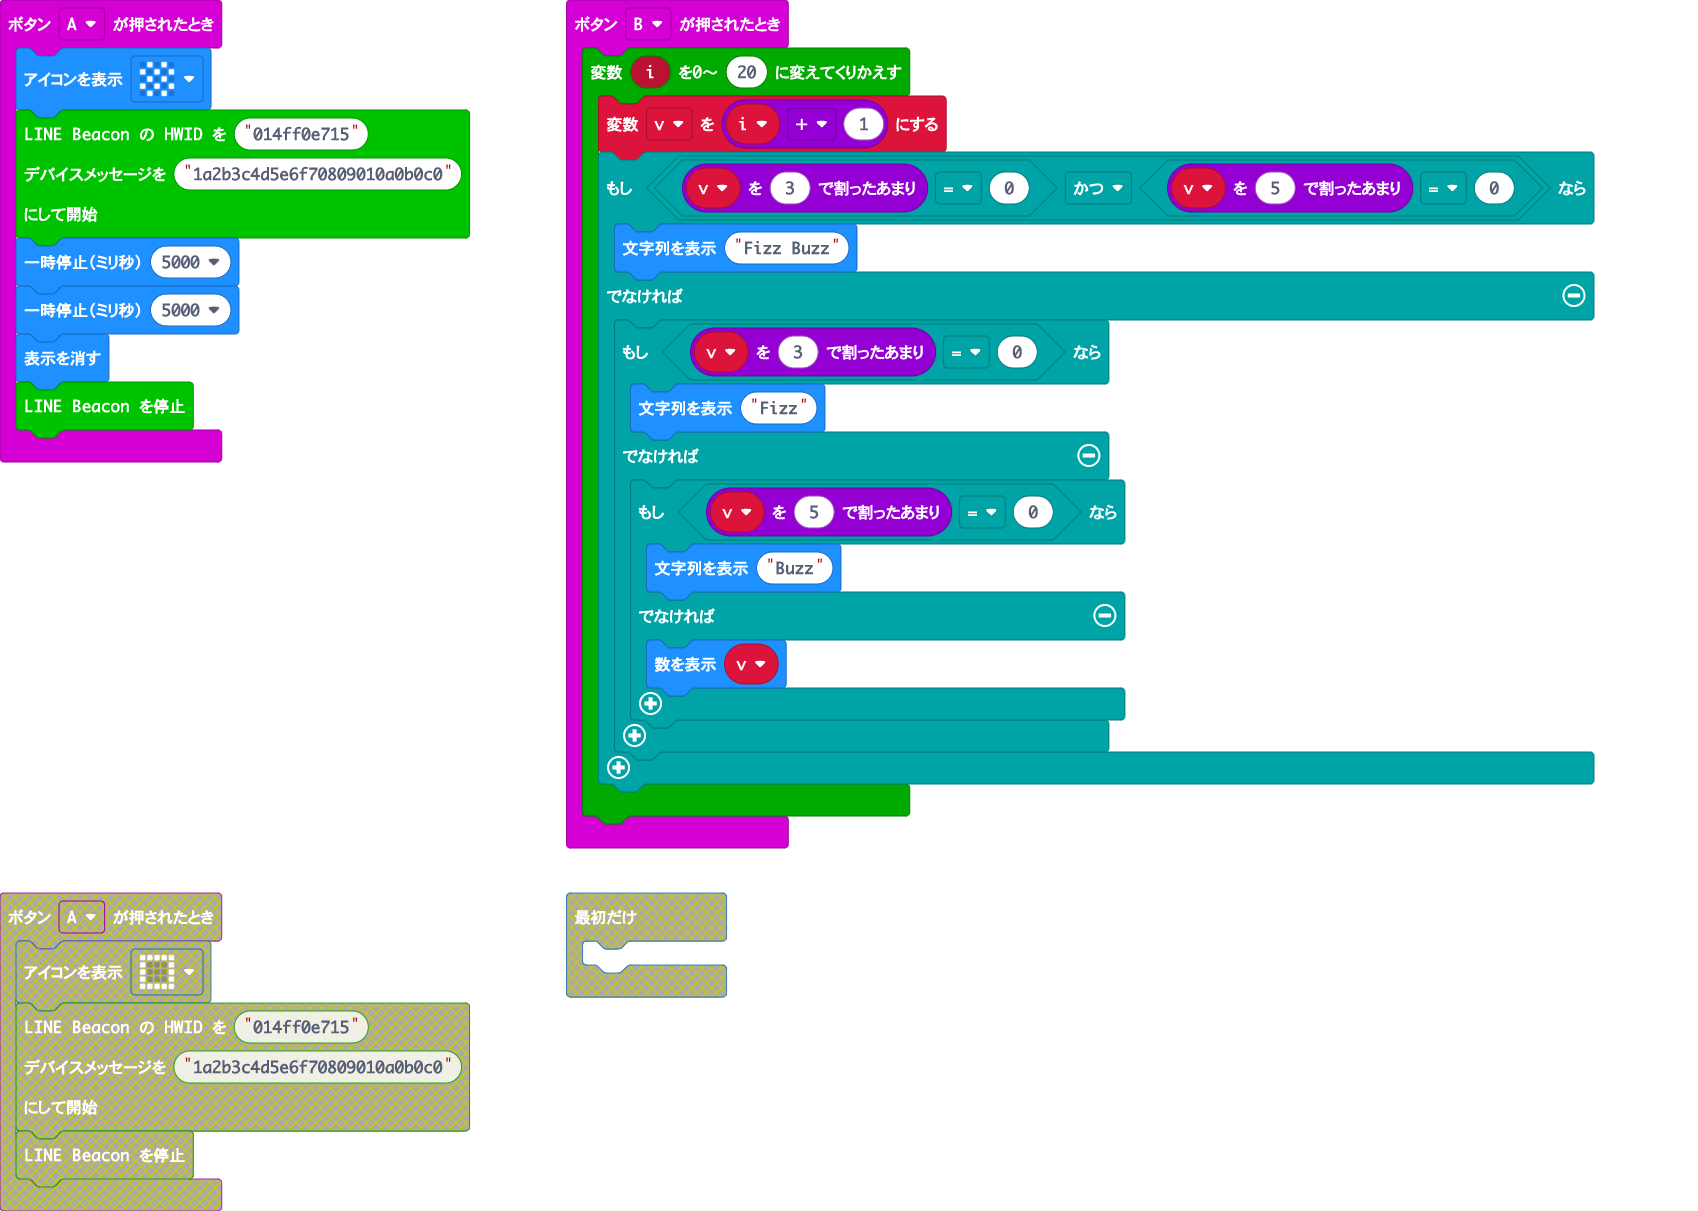 ボタン A が押されたとき
アイコンを表示
LINE Beacon の HWID を "014ff0e715"
デバイスメッセージを "1a2b3c4d5e6f70809010a0b0c0"
にして開始
一時停止(ミリ秒) 5000
一時停止(ミリ秒) 5000
表示を消す
LINE Beacon を停止
ボタン B が押されたとき
変数 i を0～ 20 に変えてくりかえす
変数 v を i + 1 にする
もし v を 3 で割ったあまり = 0 かつ v を 5 で割ったあまり = 0 なら
文字列を表示 "Fizz Buzz"
でなければ
もし v を 3 で割ったあまり = 0 なら
文字列を表示 "Fizz"
でなければ
もし v を 5 で割ったあまり = 0 なら
文字列を表示 "Buzz"
でなければ
数を表示 v
ボタン A が押されたとき
アイコンを表示
LINE Beacon の HWID を "014ff0e715"
デバイスメッセージを "1a2b3c4d5e6f70809010a0b0c0"
にして開始
LINE Beacon を停止
最初だけ